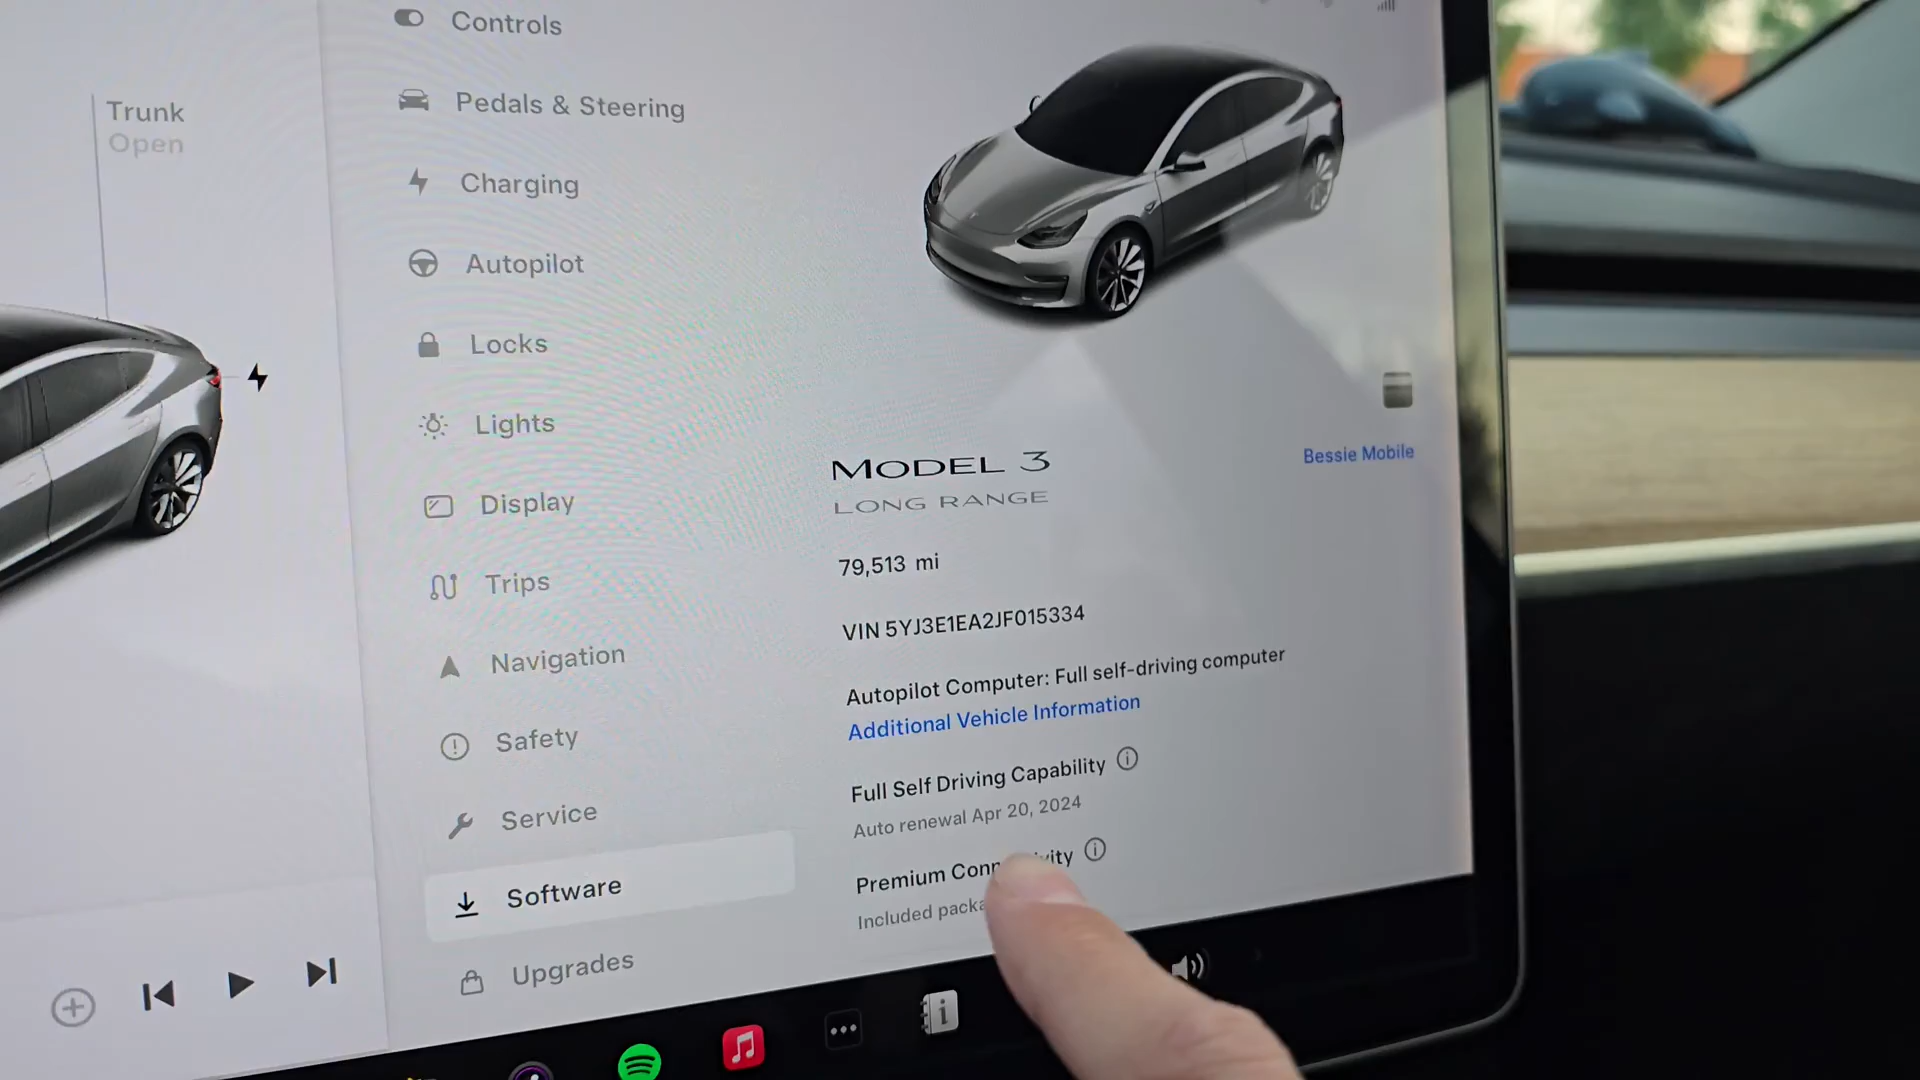 Trunk
Open
Controls
Pedals & Steering
Charging
Autopilot
Locks
Lights
Display
Trips
Navigation
Safety
Service
Software
Upgrades
MODEL 3
LONG RANGE
Bessie Mobile
79,513 mi
VIN 5YJ3E1EA2JF015334
Autopilot Computer: Full self-driving computer
Additional Vehicle Information
Full Self Driving Capability
Auto renewal Apr 20, 2024
Premium
Included